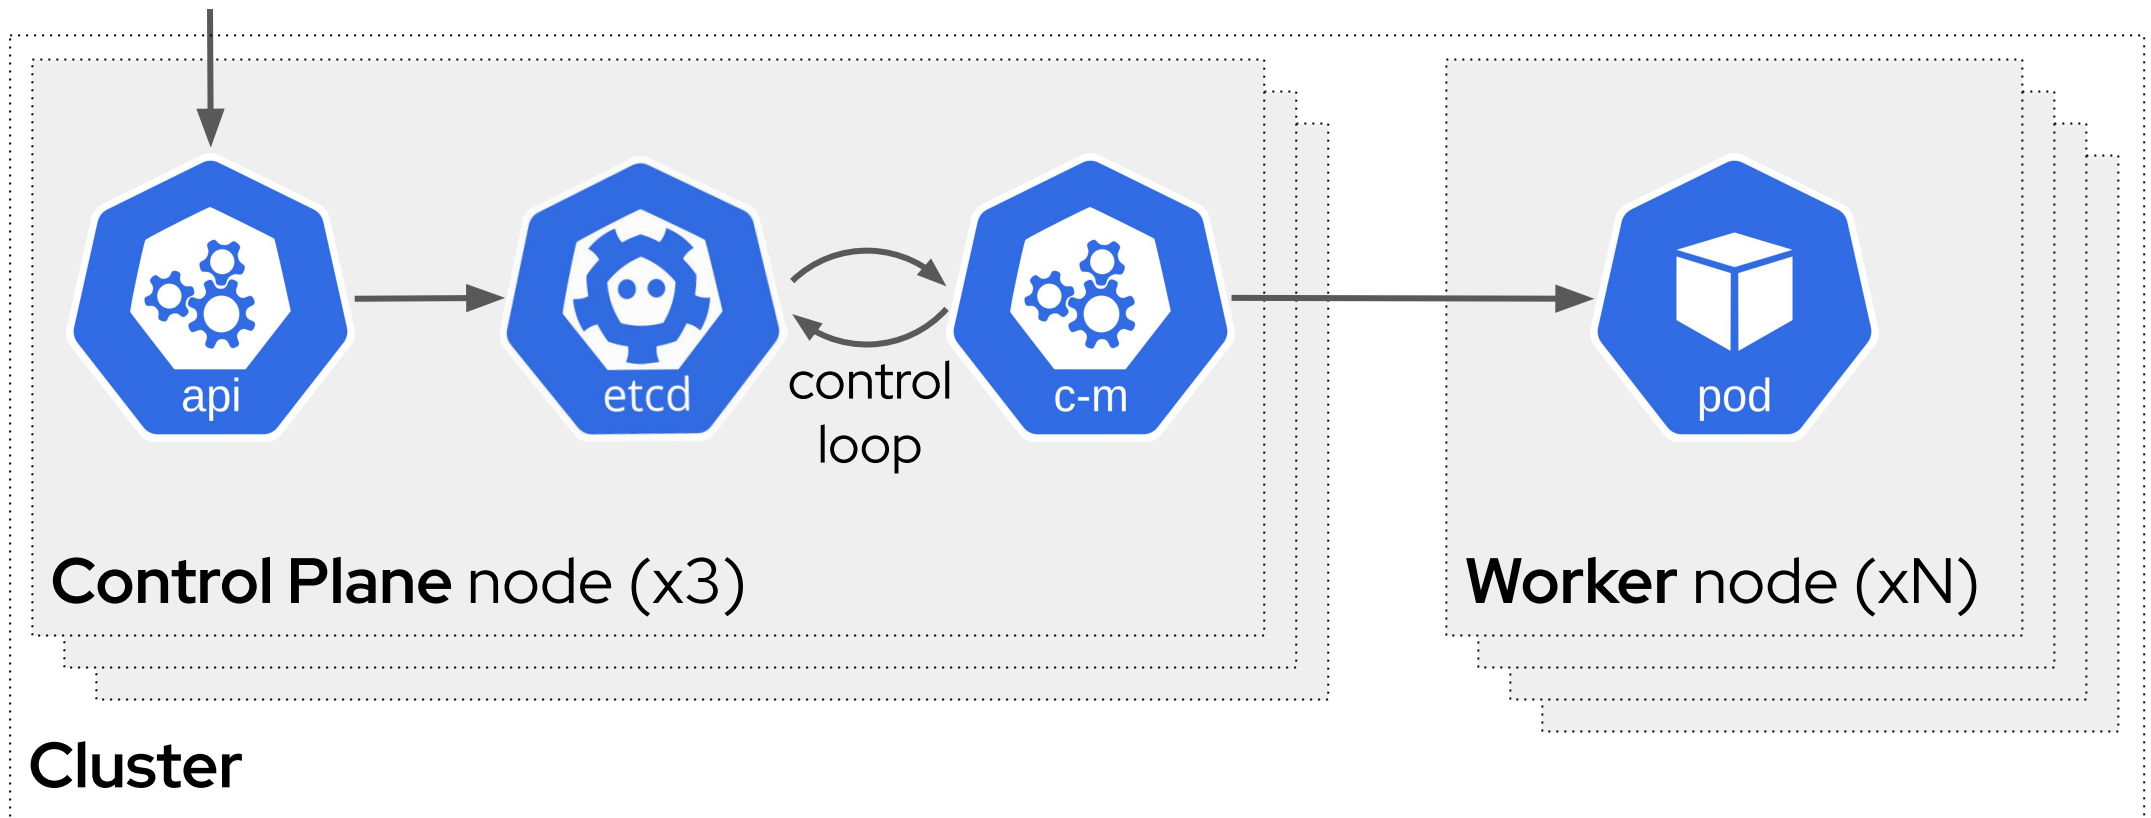 api
etcd
control
loop
c-m
pod
Control Plane node (x3)
Worker node (xN)
Cluster